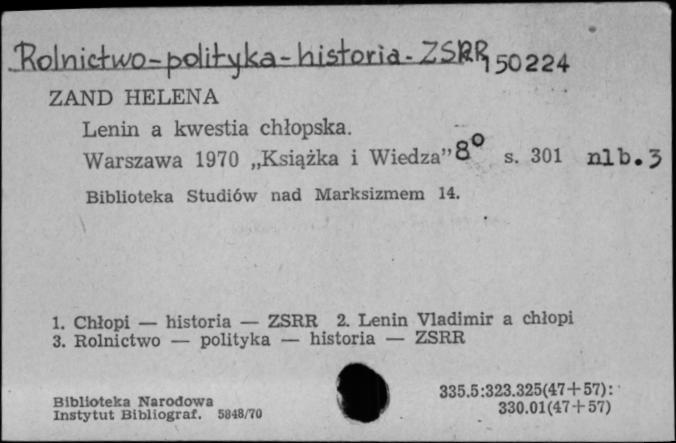 Rolnictwo-polityka-historia-ZSRR 150224
ZAND HELENA
Lenin a kwestia chłopska.
Warszawa 1970 „Książka i Wiedza” 8° s. 301 nlb. 3
Biblioteka Studiów nad Marksizmem 14.
1. Chłopi — historia — ZSRR 2. Lenin Vladimir a chłopi
3. Rolnictwo — polityka — historia — ZSRR
335.5:323.325(47+57):
Biblioteka Narodowa 330.01(47+57)
Instytut Bibliograf. 5848/70